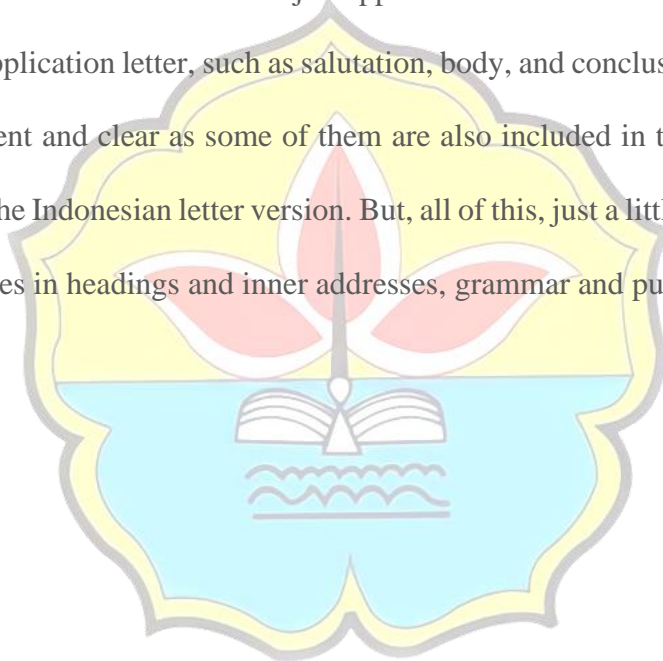 pplication letter, such as salutation, body, and conclus
ent and clear as some of them are also included in t
he Indonesian letter version. But, all of this, just a littl
es in headings and inner addresses, grammar and pu